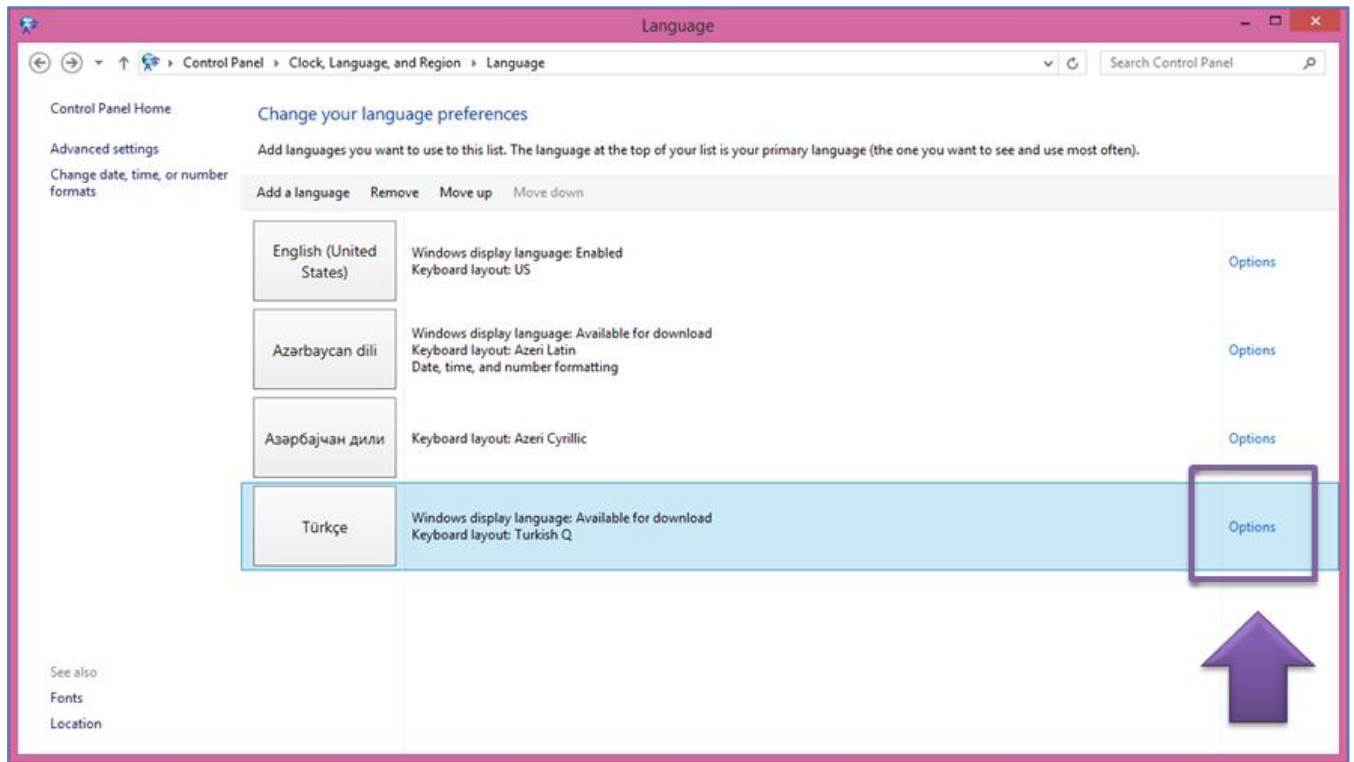 Language
Control Panel Clock, Language, and Region Language
Search Control Panel
Control Panel Home
Advanced settings
Change date, time, or number
formats
Change your language preferences
Add languages you want to use to this list. The language at the top of your list is your primary language (the one you want to see and use most often).
Add a language Remove Move up Move down
English (United
States)
Windows display language: Enabled
Keyboard layout: US
Options
Azərbaycan dili
Windows display language: Available for download
Keyboard layout: Azeri Latin
Date, time, and number formatting
Options
Азәрбајҹан дили
Keyboard layout: Azeri Cyrillic
Options
Türkçe
Windows display language: Available for download
Keyboard layout: Turkish Q
Options
See also
Fonts
Location